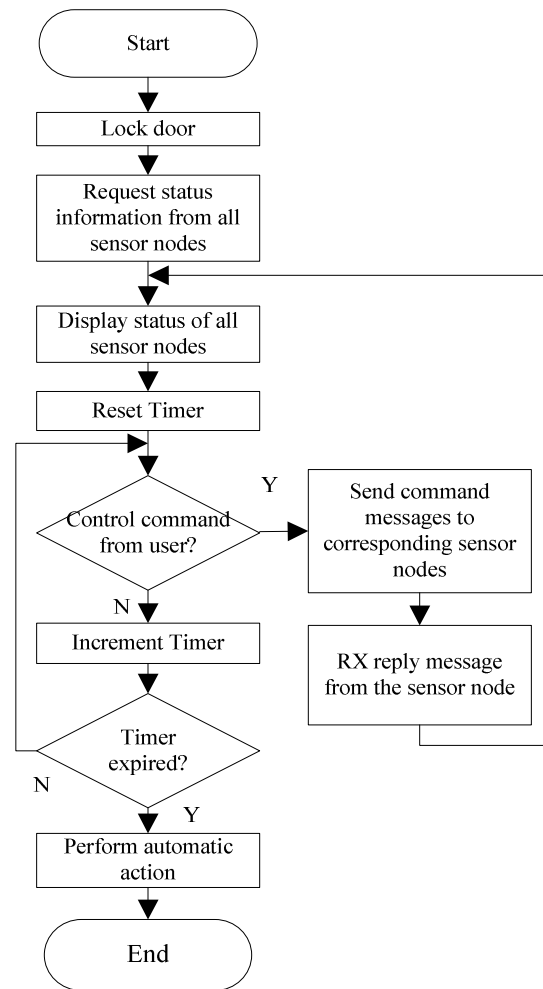 Start
Lock door
Request status
information from all
sensor nodes
Display status of all
sensor nodes
Reset Timer
Control command
from user?
Y
Send command
messages to
corresponding sensor
nodes
N
Increment Timer
RX reply message
from the sensor node
Timer
expired?
N
Y
Perform automatic
action
End